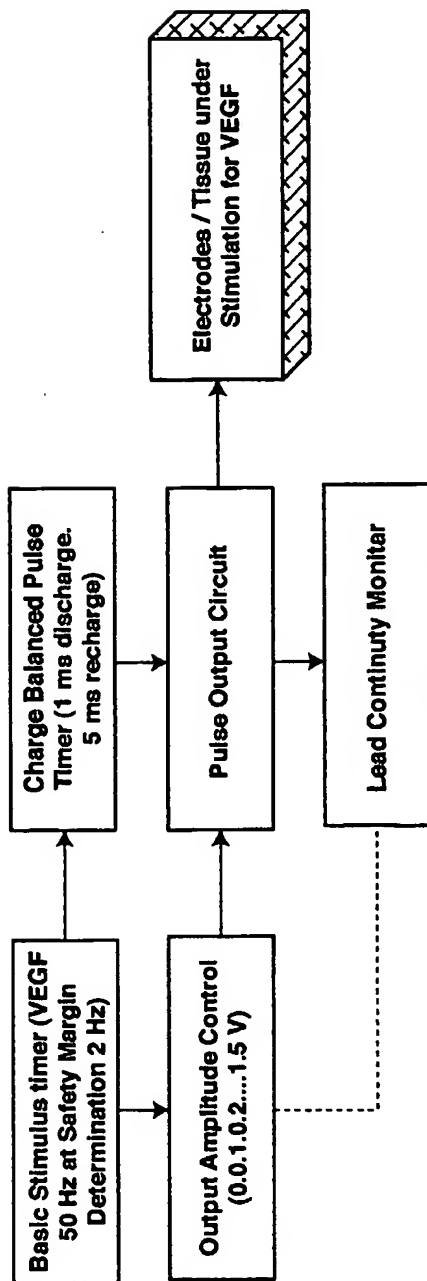 Basic Stimulus timer (VEGF
50 Hz at Safety Margin
Determination 2 Hz)
Charge Balanced Pulse
Timer (1 ms discharge.
5 ms recharge)
Output Amplitude Control
(0.0.1.0.2....1.5 V)
Pulse Output Circuit
Electrodes / Tissue under
Stimulation for VEGF
Lead Continuty Monitar